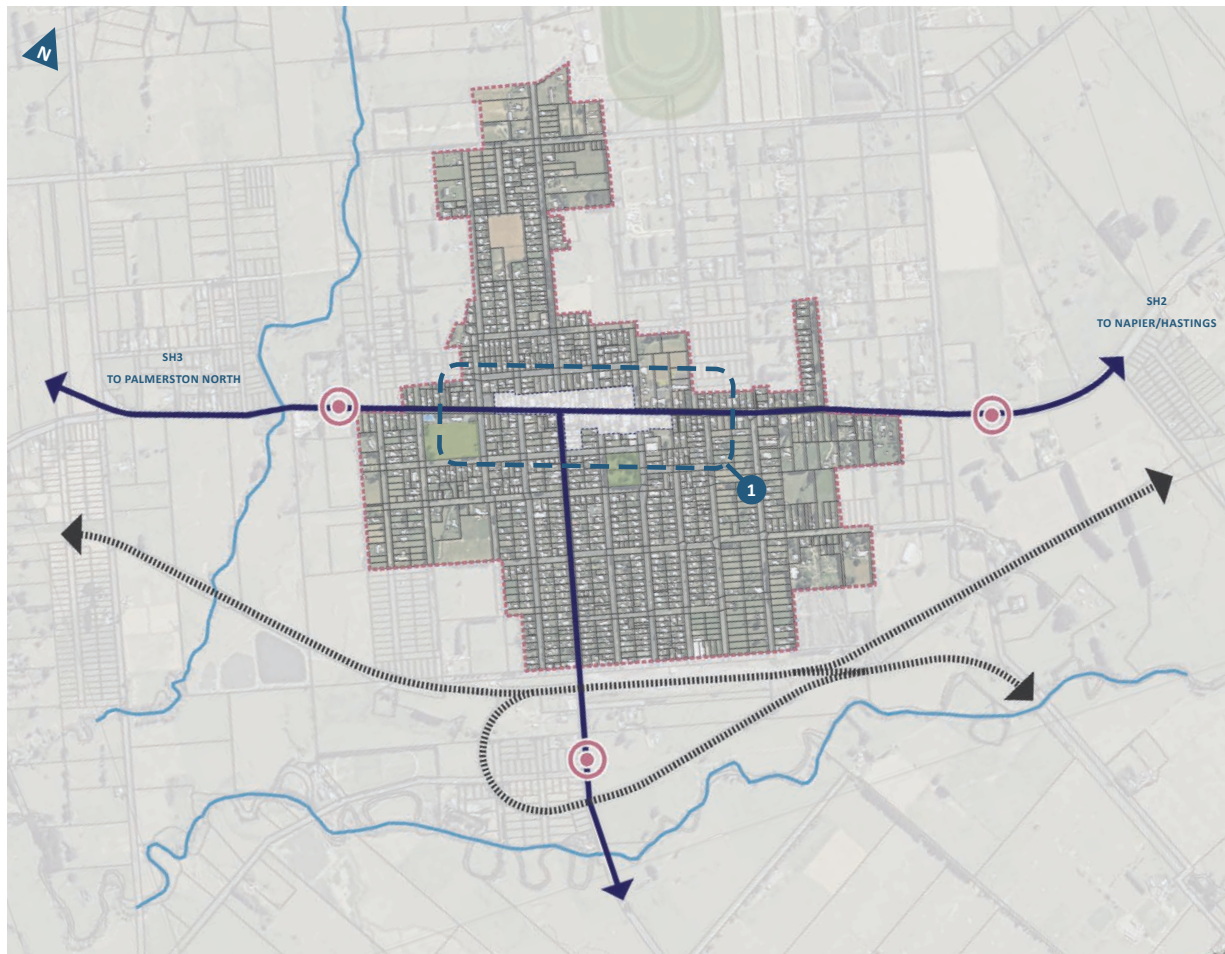 N
SH2
TO NAPIER/HASTINGS
SH3
TO PALMERSTON NORTH
1